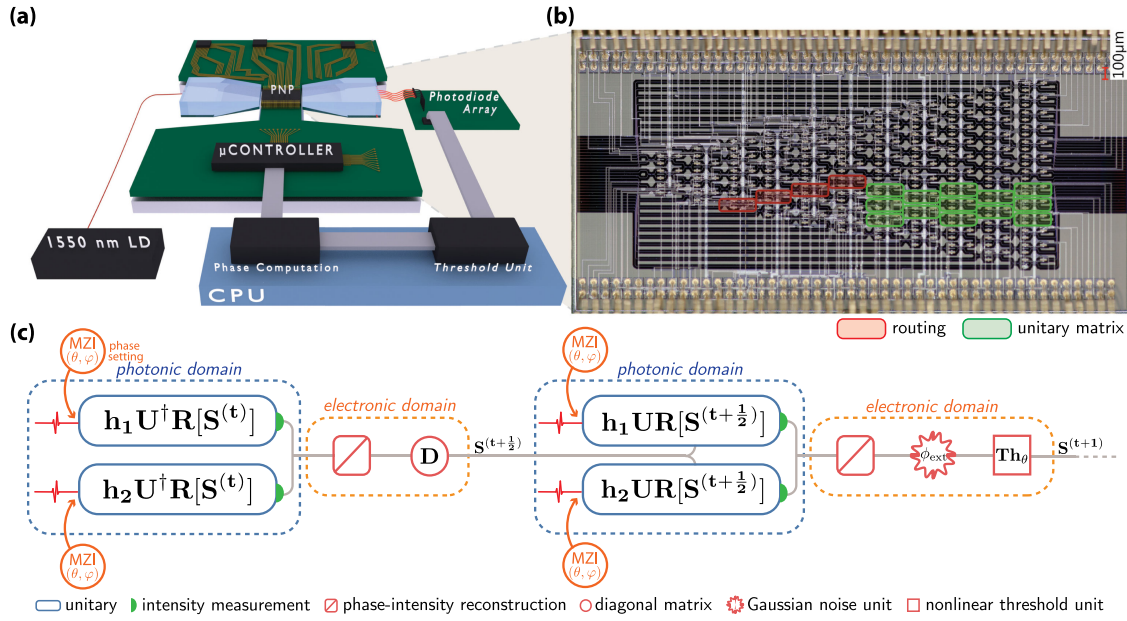 (a)
PNP
Photodiode
Array
µCONTROLLER
1550 nm LD
Phase Computation
Threshold Unit
CPU
(b)
100µm
routing
unitary matrix
(c)
MZI
(θ, φ)
phase
setting
photonic domain
h₁U†R[S⁽ᵗ⁾]
h₂U†R[S⁽ᵗ⁾]
MZI
(θ, φ)
electronic domain
D
S⁽ᵗ⁺½⁾
MZI
(θ, φ)
photonic domain
h₁UR[S⁽ᵗ⁺½⁾]
h₂UR[S⁽ᵗ⁺½⁾]
MZI
(θ, φ)
electronic domain
ϕext
Thθ
S⁽ᵗ⁺¹⁾
unitary
intensity measurement
phase-intensity reconstruction
diagonal matrix
N
Gaussian noise unit
nonlinear threshold unit